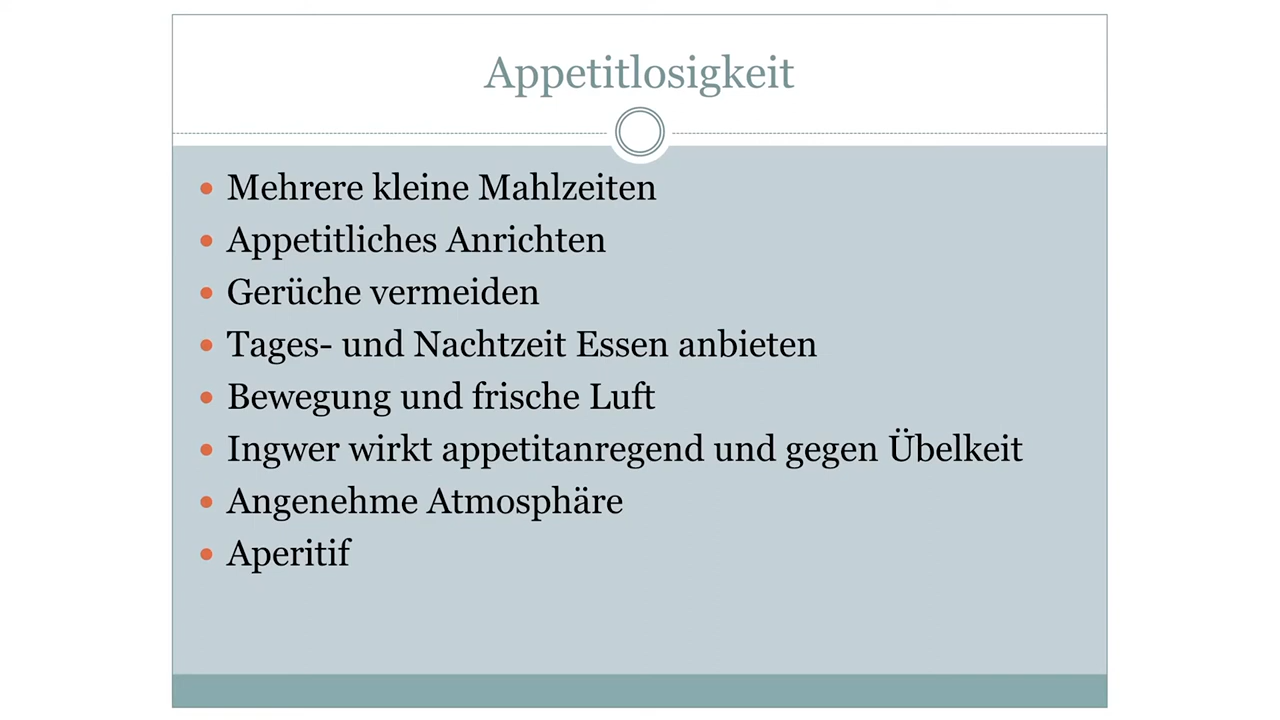 Appetitlosigkeit
Mehrere kleine Mahlzeiten
Appetitliches Anrichten
Gerüche vermeiden
Tages- und Nachtzeit Essen anbieten
Bewegung und frische Luft
Ingwer wirkt appetitanregend und gegen Übelkeit
Angenehme Atmosphäre
Aperitif